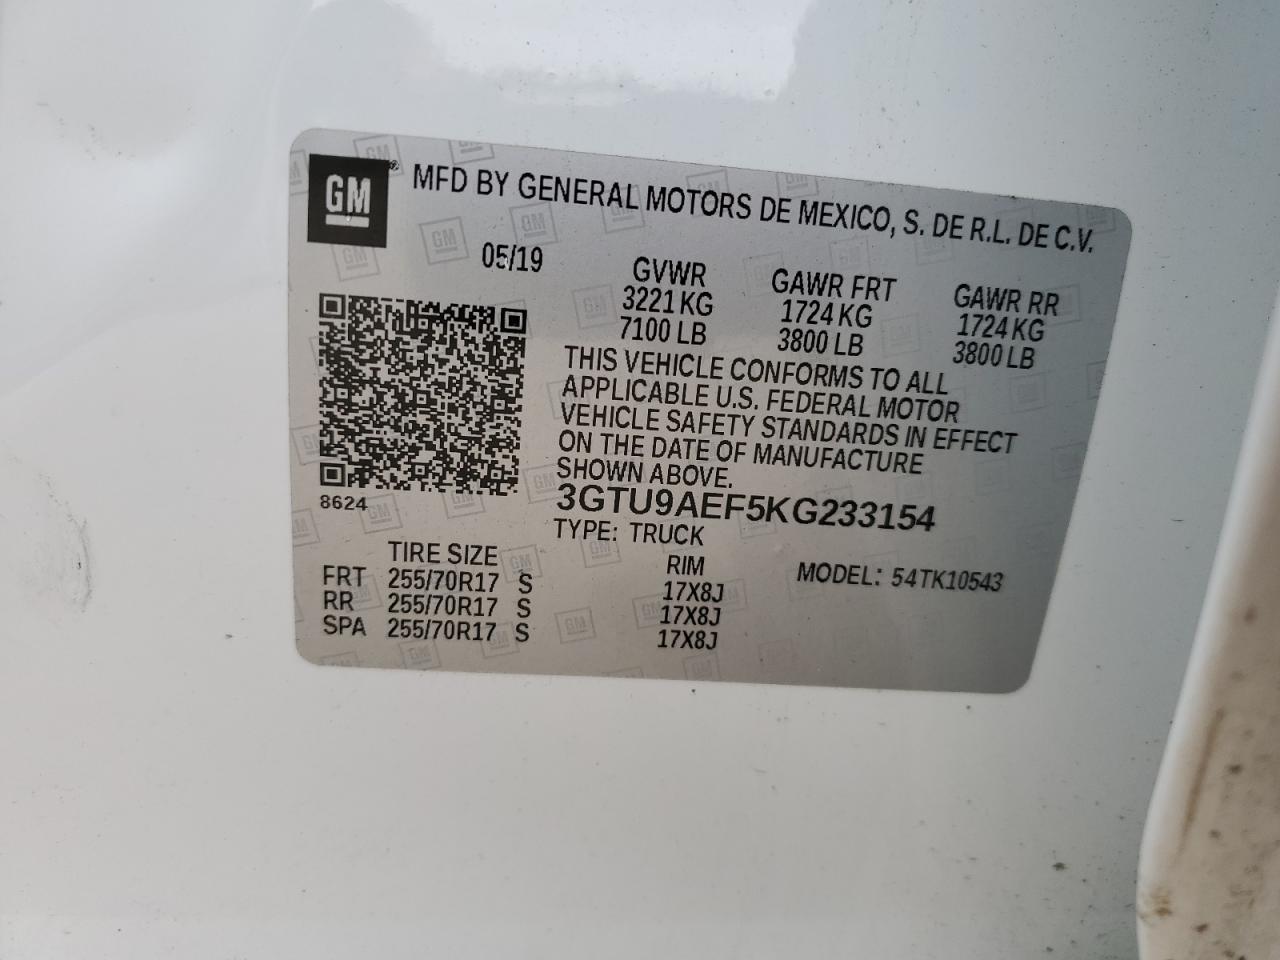 GM
MFD BY GENERAL MOTORS DE MEXICO, S. DE R.L. DE C.V.
05/19
GVWR GAWR FRT GAWR RR
3221 KG 1724 KG 1724 KG
7100 LB 3800 LB 3800 LB
THIS VEHICLE CONFORMS TO ALL
APPLICABLE U.S. FEDERAL MOTOR
VEHICLE SAFETY STANDARDS IN EFFECT
ON THE DATE OF MANUFACTURE
SHOWN ABOVE.
8624
3GTU9AEF5KG233154
TYPE: TRUCK
TIRE SIZE RIM MODEL: 54TK10543
FRT 255/70R17 S 17X8J
RR 255/70R17 S 17X8J
SPA 255/70R17 S 17X8J